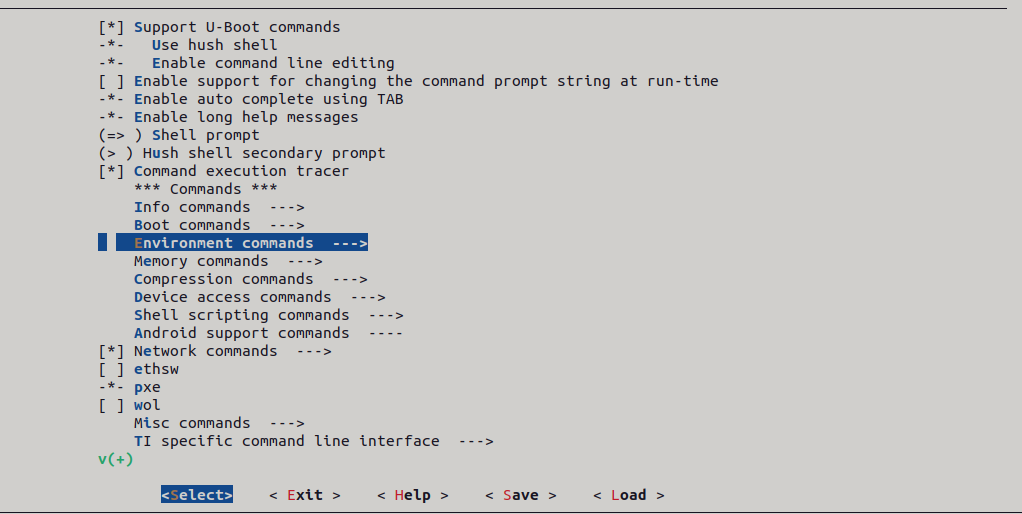 [*] Support U-Boot commands
-*-   Use hush shell
-*-   Enable command line editing
[ ] Enable support for changing the command prompt string at run-time
-*- Enable auto complete using TAB
-*- Enable long help messages
(=> ) Shell prompt
(> ) Hush shell secondary prompt
[*] Command execution tracer
    *** Commands ***
    Info commands  --->
    Boot commands  --->
    Environment commands  --->
    Memory commands  --->
    Compression commands  --->
    Device access commands  --->
    Shell scripting commands  --->
    Android support commands  ----
[*] Network commands  --->
[ ] ethsw
-*- pxe
[ ] wol
    Misc commands  --->
    TI specific command line interface  --->
v(+)
<Select>    < Exit >    < Help >    < Save >    < Load >